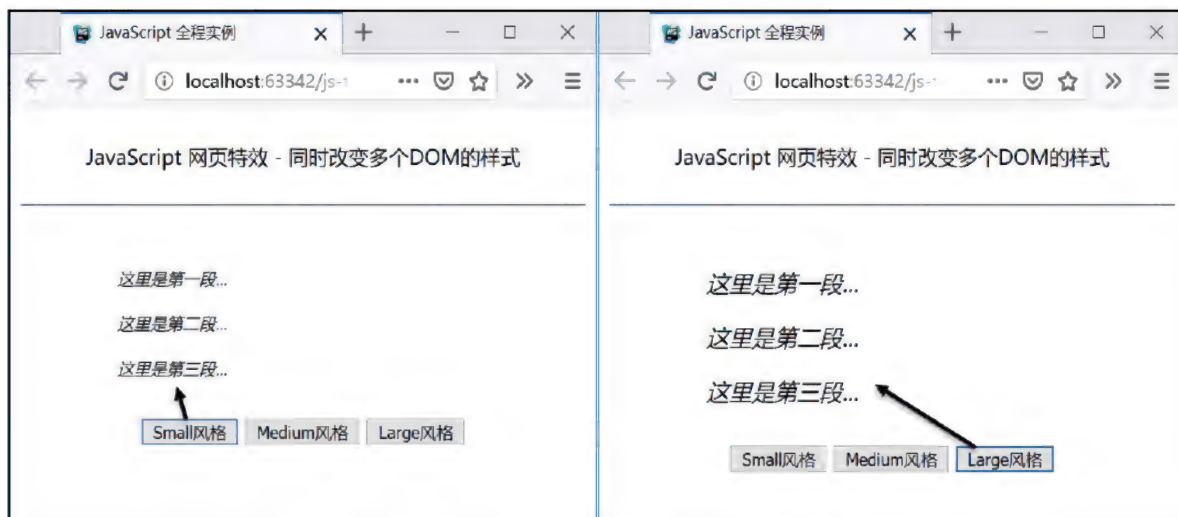 JavaScript 全程实例
localhost:63342/js-
JavaScript 网页特效 - 同时改变多个DOM的样式
这里是第一段...
这里是第二段...
这里是第三段...
Small风格 Medium风格 Large风格
JavaScript 全程实例
localhost:63342/js-
JavaScript 网页特效 - 同时改变多个DOM的样式
这里是第一段...
这里是第二段...
这里是第三段...
Small风格 Medium风格 Large风格